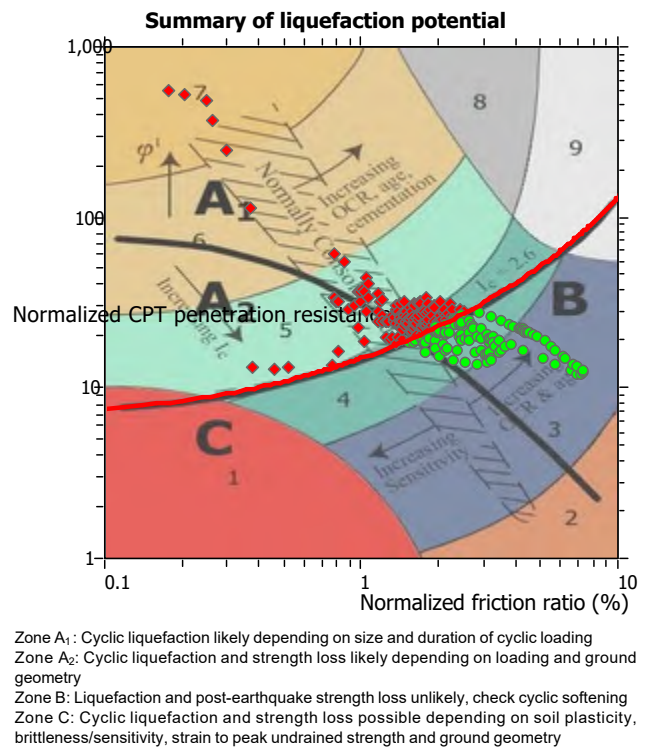 Summary of liquefaction potential
1,000
7
8
9
φ'
Increasing
OCR, age,
cementation
Normally Conso
A1
100
6
Ic = 2.6
A2
B
Normalized CPT penetration resistance
Increasing Ic
5
10
4
Increasing
OCR & age
C
3
Increasing
Sensitivity
1
2
1
0.1
1
10
Normalized friction ratio (%)
Zone A1: Cyclic liquefaction likely depending on size and duration of cyclic loading
Zone A2: Cyclic liquefaction and strength loss likely depending on loading and ground
geometry
Zone B: Liquefaction and post-earthquake strength loss unlikely, check cyclic softening
Zone C: Cyclic liquefaction and strength loss possible depending on soil plasticity,
brittleness/sensitivity, strain to peak undrained strength and ground geometry